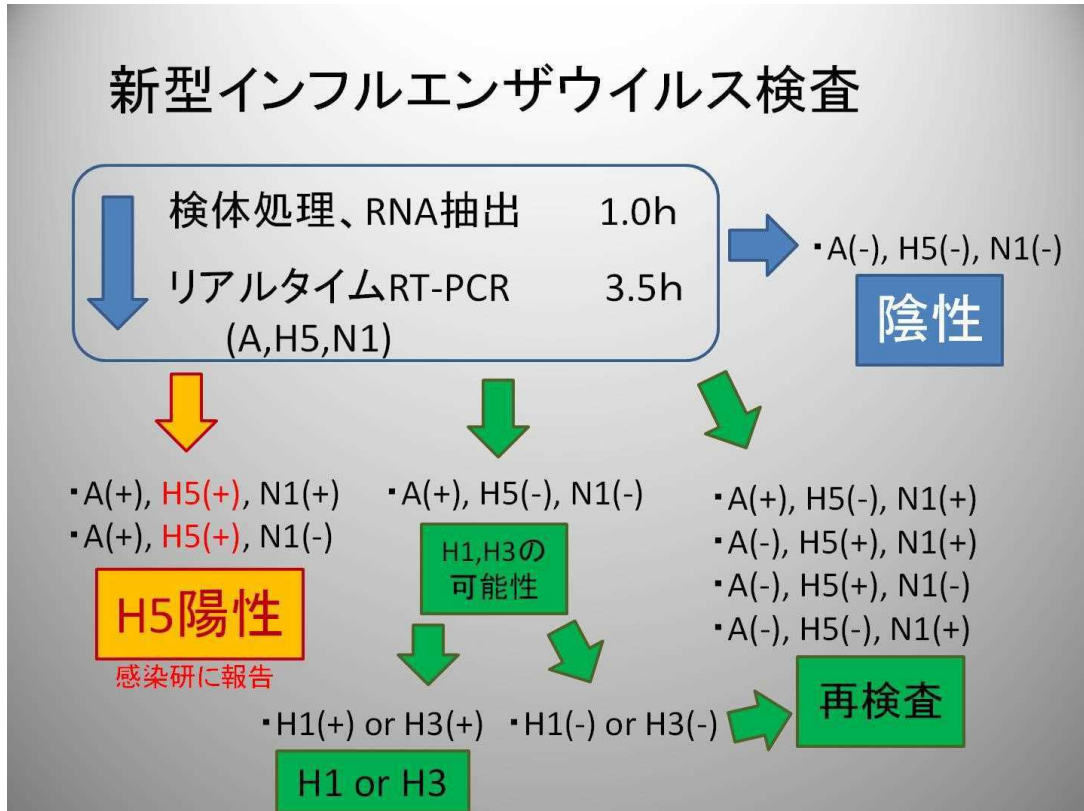 新型インフルエンザウイルス検査
検体処理、RNA抽出 1.0h
リアルタイムRT-PCR 3.5h
(A,H5,N1)
・A(-), H5(-), N1(-)
陰性
・A(+), H5(+), N1(+)
・A(+), H5(+), N1(-)
H5陽性
感染研に報告
・A(+), H5(-), N1(-)
H1,H3の
可能性
・A(+), H5(-), N1(+)
・A(-), H5(+), N1(+)
・A(-), H5(+), N1(-)
・A(-), H5(-), N1(+)
再検査
・H1(+) or H3(+)
・H1(-) or H3(-)
H1 or H3